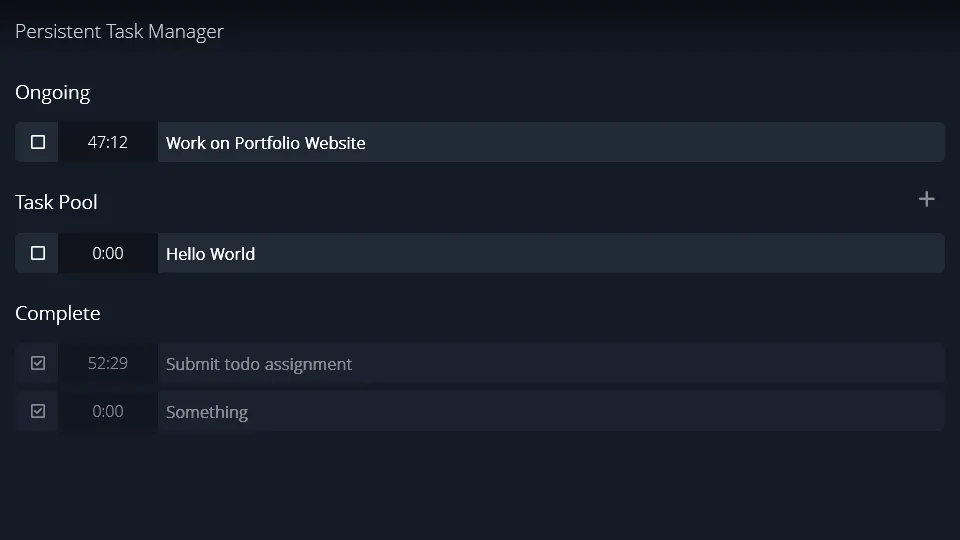 Persistent Task Manager
Ongoing
47:12 Work on Portfolio Website
Task Pool
0:00 Hello World
Complete
52:29 Submit todo assignment
0:00 Something